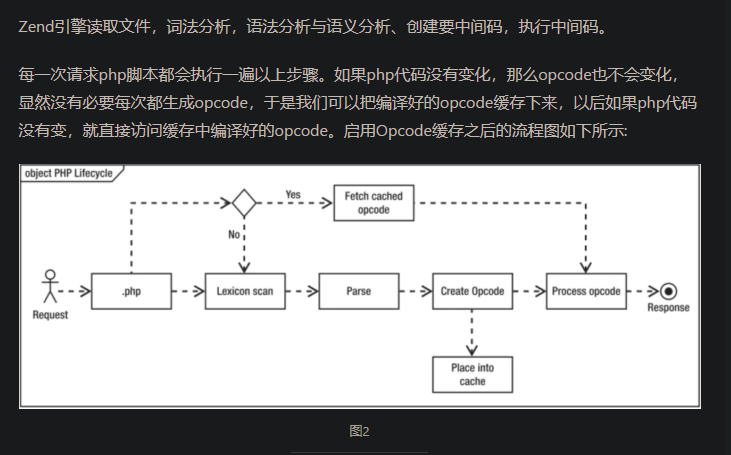 Zend引擎读取文件，词法分析，语法分析与语义分析、创建要中间码，执行中间码。
每一次请求php脚本都会执行一遍以上步骤。如果php代码没有变化，那么opcode也不会变化，
显然没有必要每次都生成opcode，于是我们可以把编译好的opcode缓存下来，以后如果php代码
没有变，就直接访问缓存中编译好的opcode。启用Opcode缓存之后的流程图如下所示:
object PHP Lifecycle
Yes
Fetch cached
opcode
No
Request
.php
Lexicon scan
Parse
Create Opcode
Process opcode
Response
Place into
cache
图2